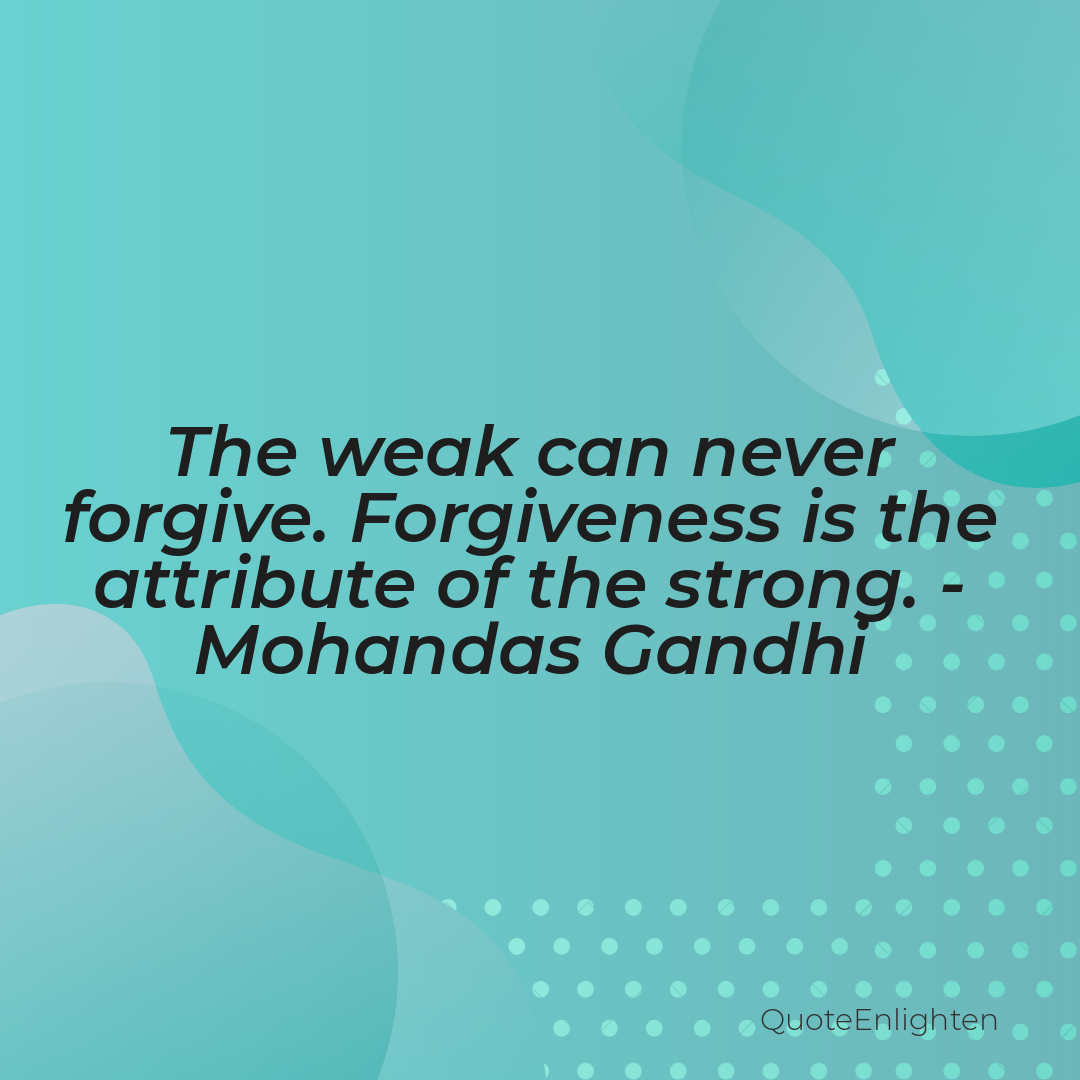 The weak can never
forgive. Forgiveness is the
attribute of the strong. -
Mohandas Gandhi
QuoteEnlighten